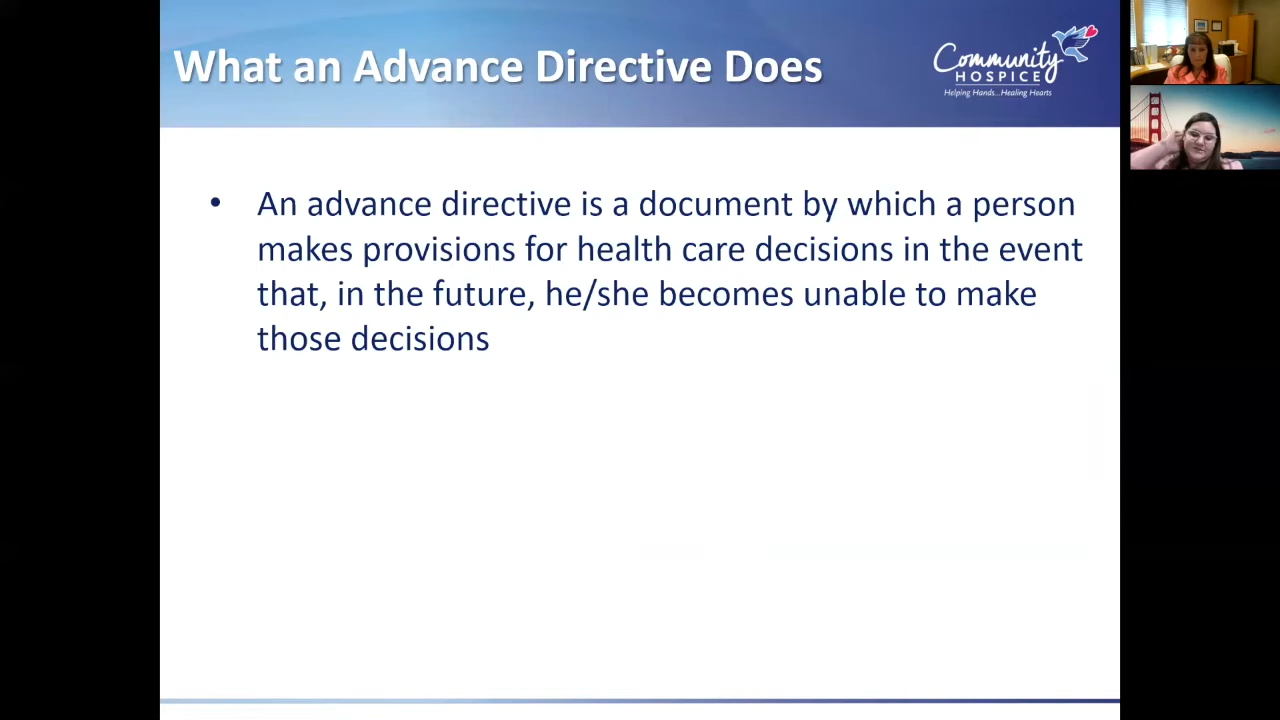 What an Advance Directive Does
Community
HOSPICE
Helping Hands...Healing Hearts
• An advance directive is a document by which a person
makes provisions for health care decisions in the event
that, in the future, he/she becomes unable to make
those decisions